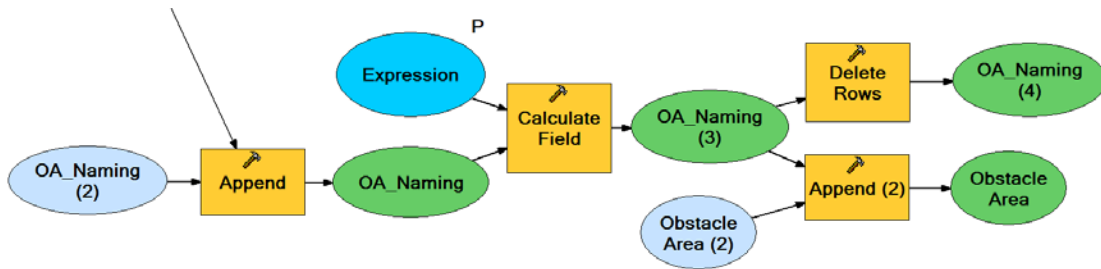 P
Expression
OA_Naming
(2)
Append
OA_Naming
Calculate
Field
OA_Naming
(3)
Delete
Rows
OA_Naming
(4)
Obstacle
Area (2)
Append (2)
Obstacle
Area